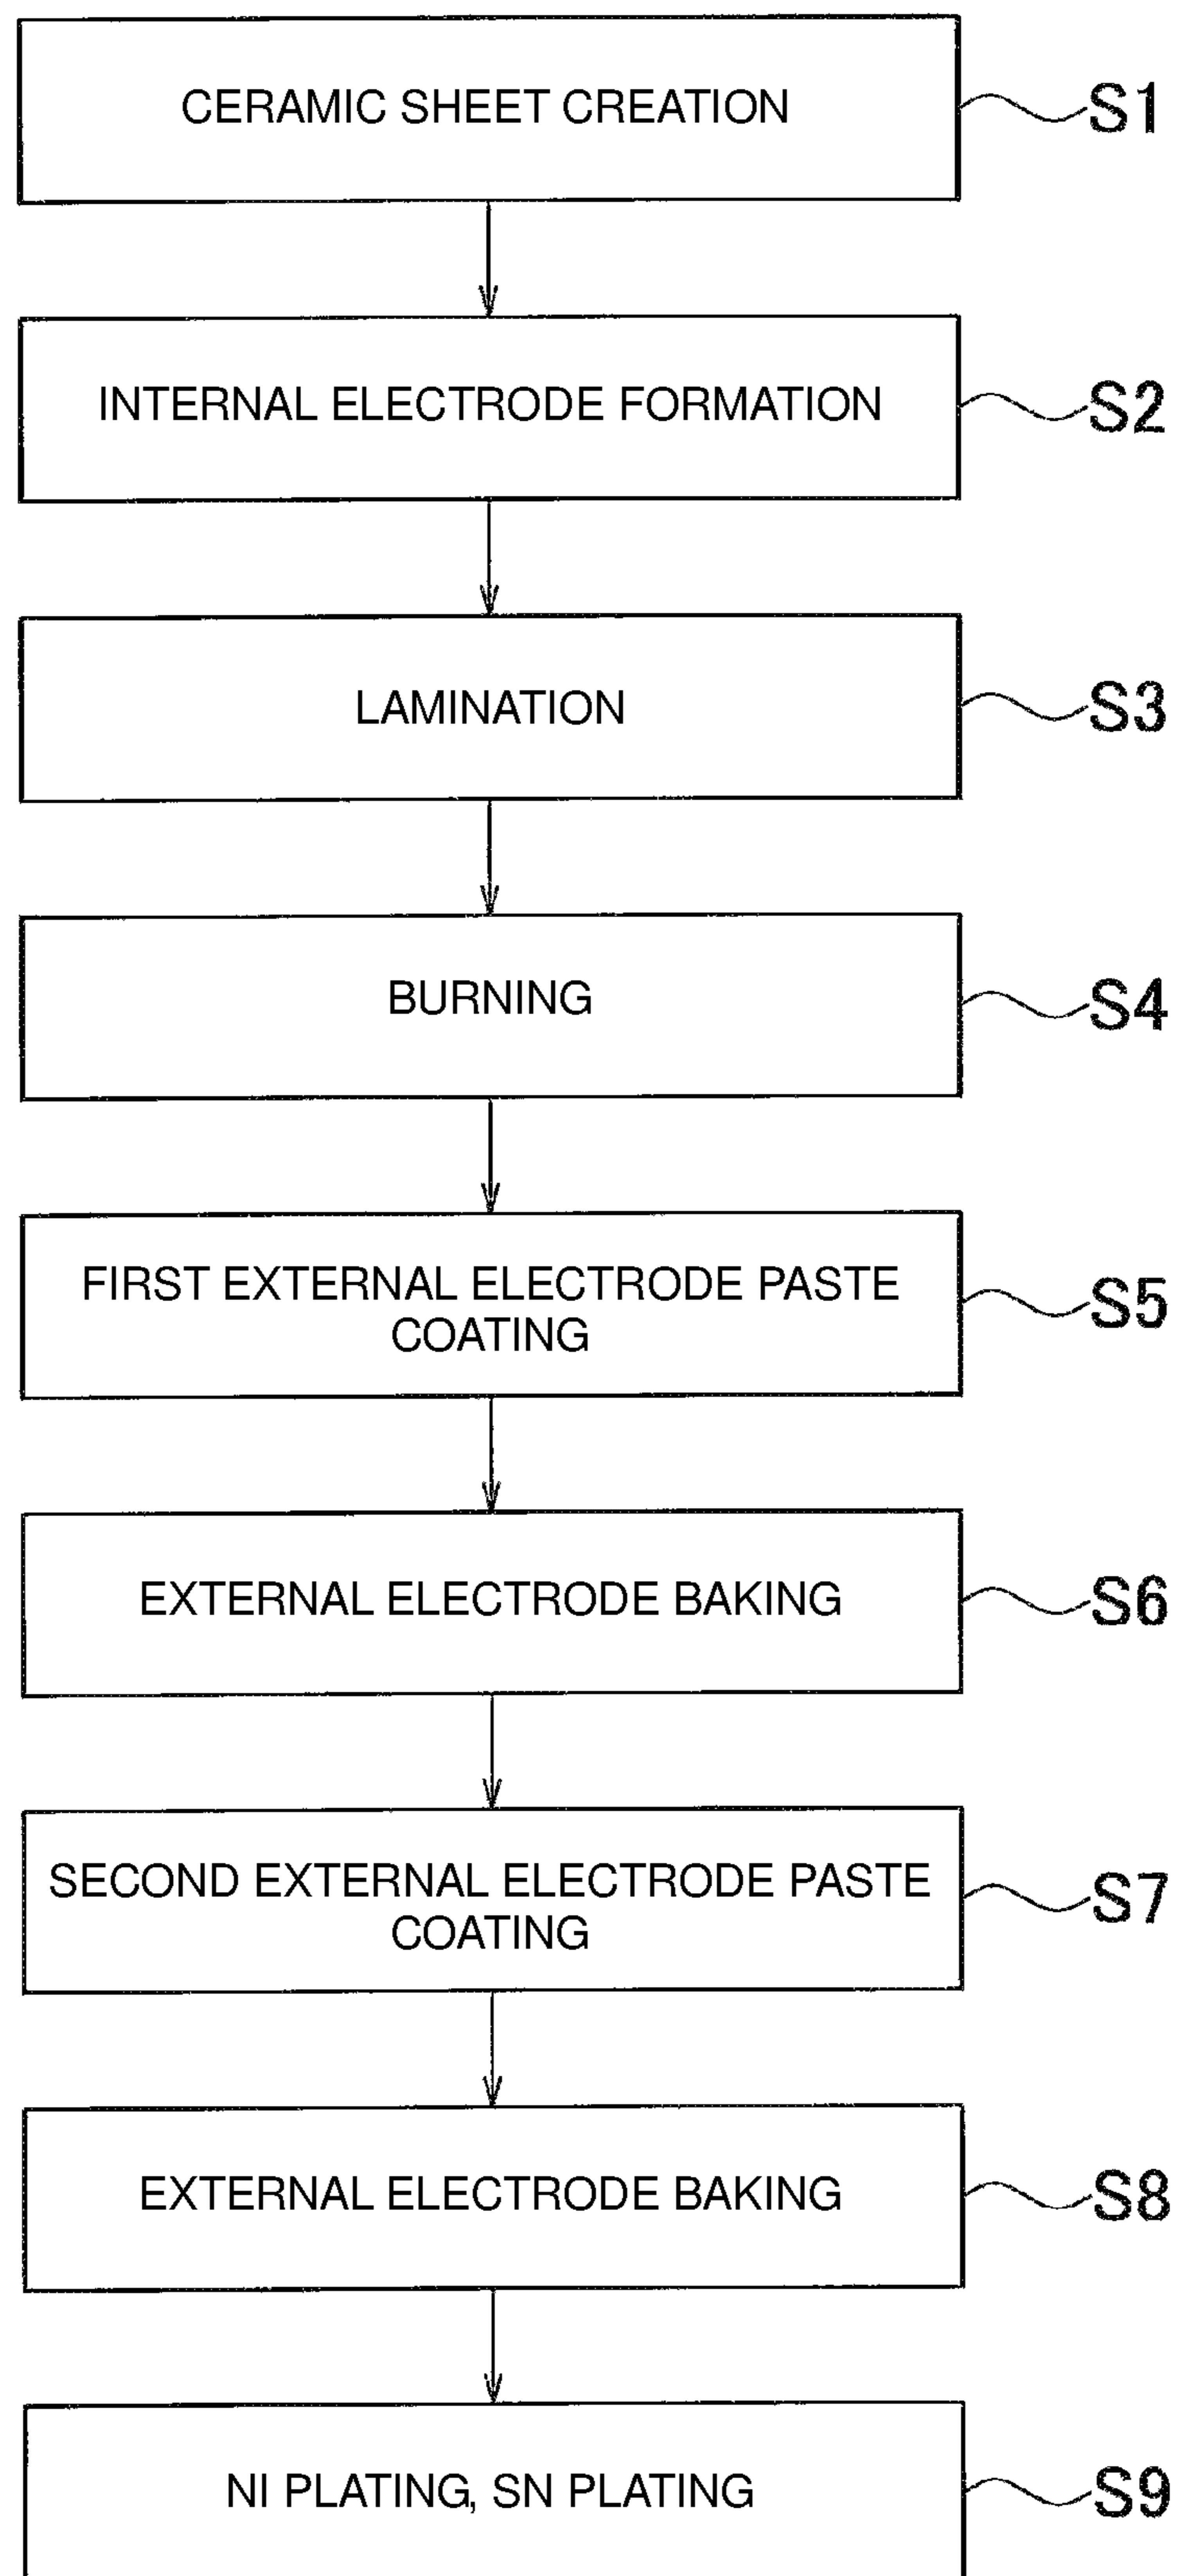 CERAMIC SHEET CREATION
S1
INTERNAL ELECTRODE FORMATION
S2
LAMINATION
S3
BURNING
S4
FIRST EXTERNAL ELECTRODE PASTE
COATING
S5
EXTERNAL ELECTRODE BAKING
S6
SECOND EXTERNAL ELECTRODE PASTE
COATING
S7
EXTERNAL ELECTRODE BAKING
S8
NI PLATING, SN PLATING
S9